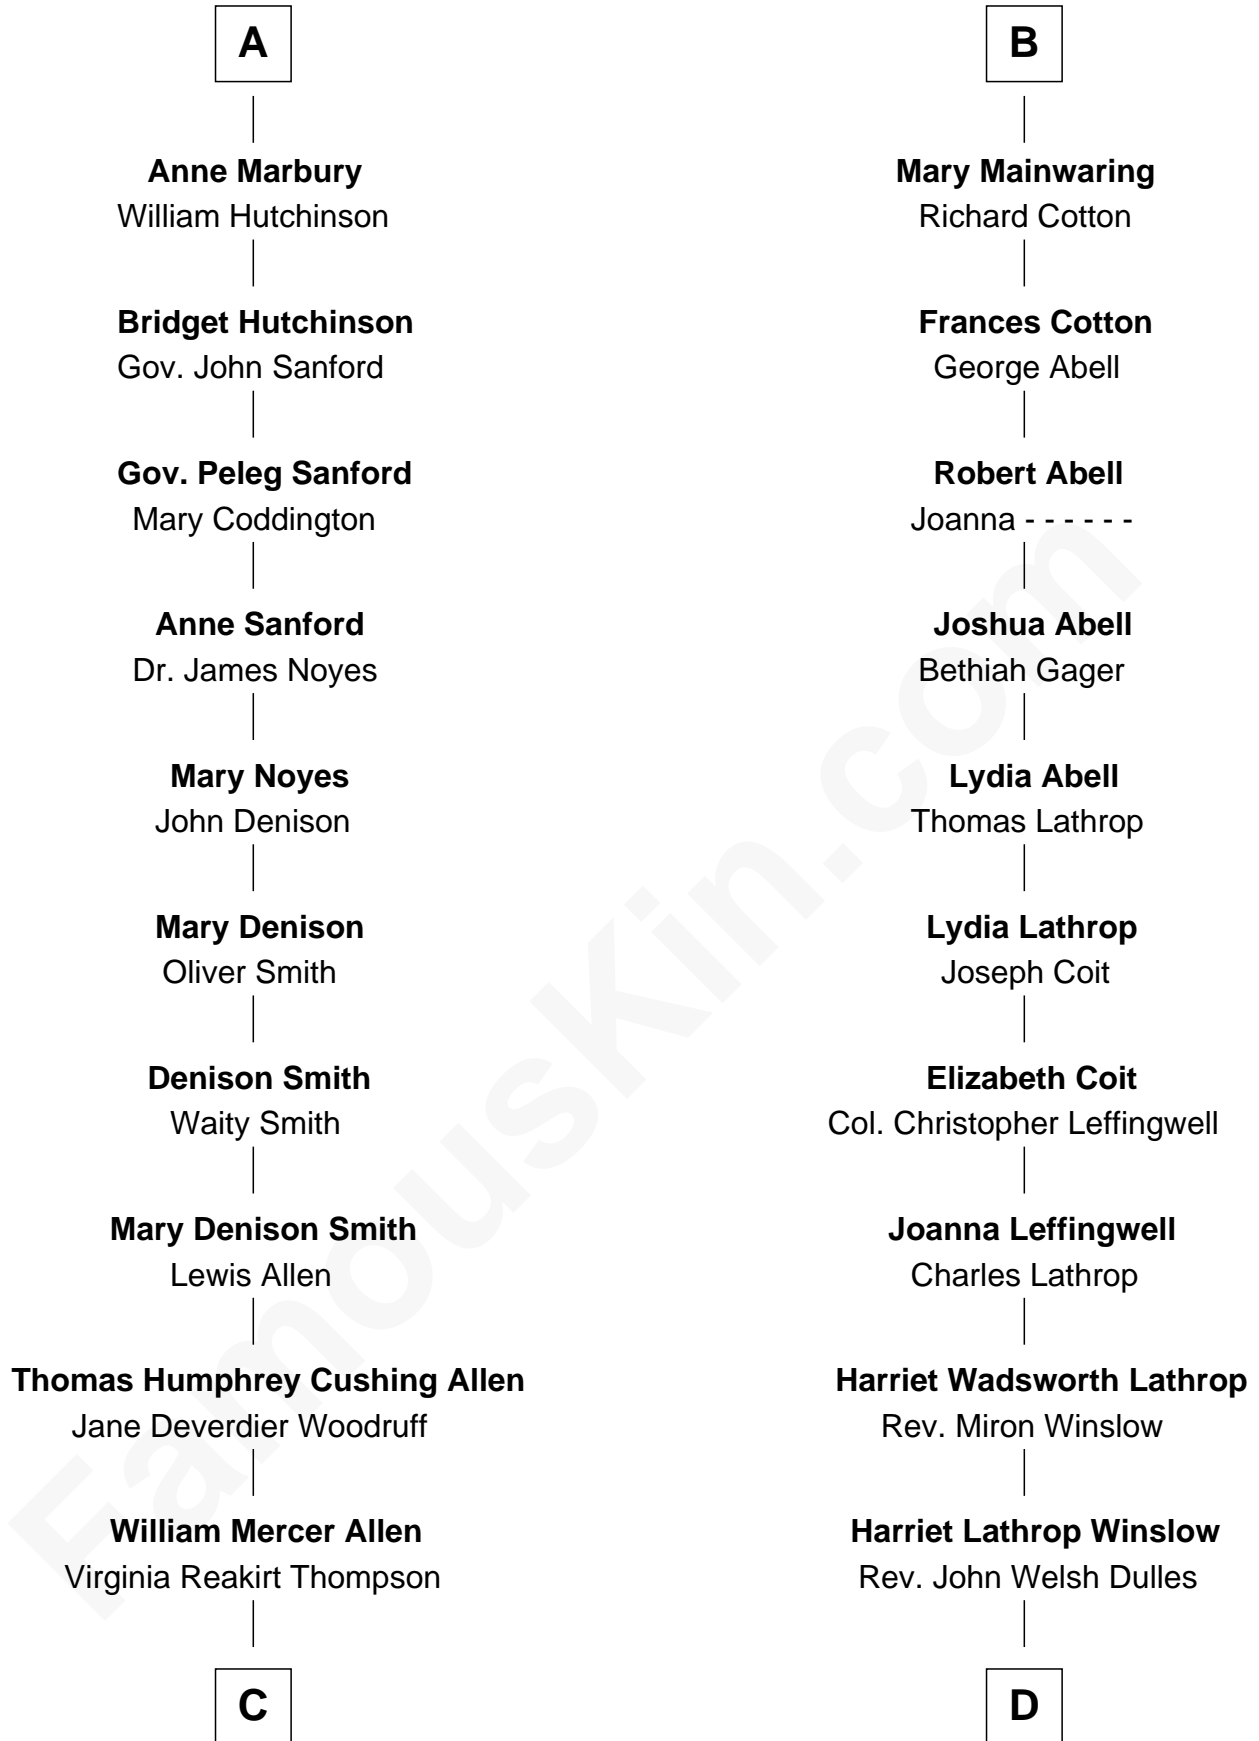 A
Anne Marbury
William Hutchinson
Bridget Hutchinson
Gov. John Sanford
Gov. Peleg Sanford
Mary Coddington
Anne Sanford
Dr. James Noyes
Mary Noyes
John Denison
Mary Denison
Oliver Smith
Denison Smith
Waity Smith
Mary Denison Smith
Lewis Allen
Thomas Humphrey Cushing Allen
Jane Deverdier Woodruff
William Mercer Allen
Virginia Reakirt Thompson
C
B
Mary Mainwaring
Richard Cotton
Frances Cotton
George Abell
Robert Abell
Joanna - - - - - -
Joshua Abell
Bethiah Gager
Lydia Abell
Thomas Lathrop
Lydia Lathrop
Joseph Coit
Elizabeth Coit
Col. Christopher Leffingwell
Joanna Leffingwell
Charles Lathrop
Harriet Wadsworth Lathrop
Rev. Miron Winslow
Harriet Lathrop Winslow
Rev. John Welsh Dulles
D
FamousKin.com